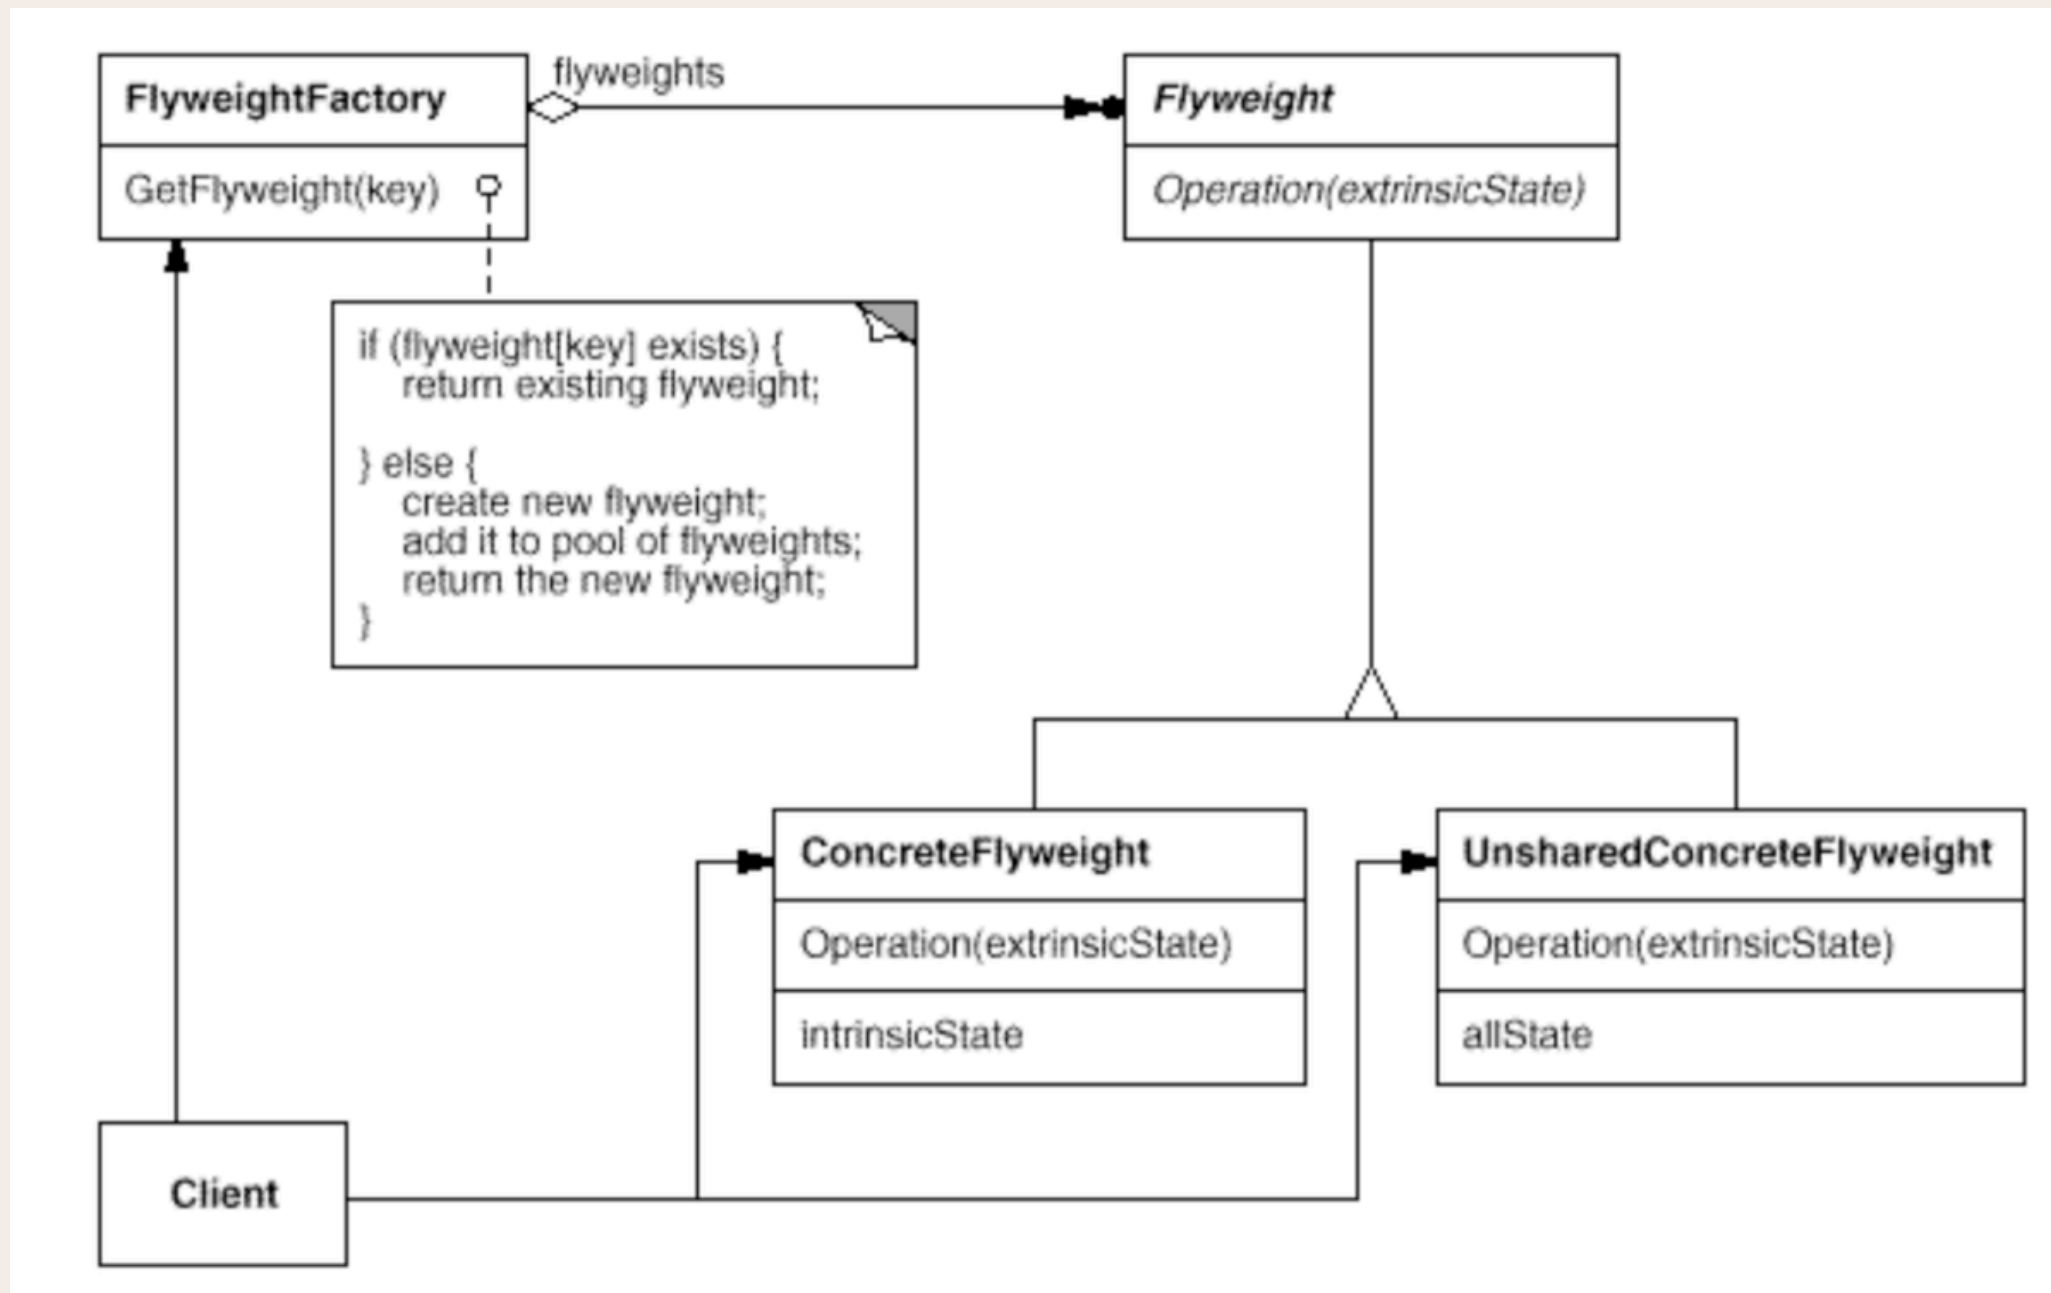 FlyweightFactory
GetFlyweight(key)
flyweights
Flyweight
Operation(extrinsicState)
if (flyweight[key] exists) {
return existing flyweight;
} else {
create new flyweight;
add it to pool of flyweights;
return the new flyweight;
}
ConcreteFlyweight
Operation(extrinsicState)
intrinsicState
UnsharedConcreteFlyweight
Operation(extrinsicState)
allState
Client